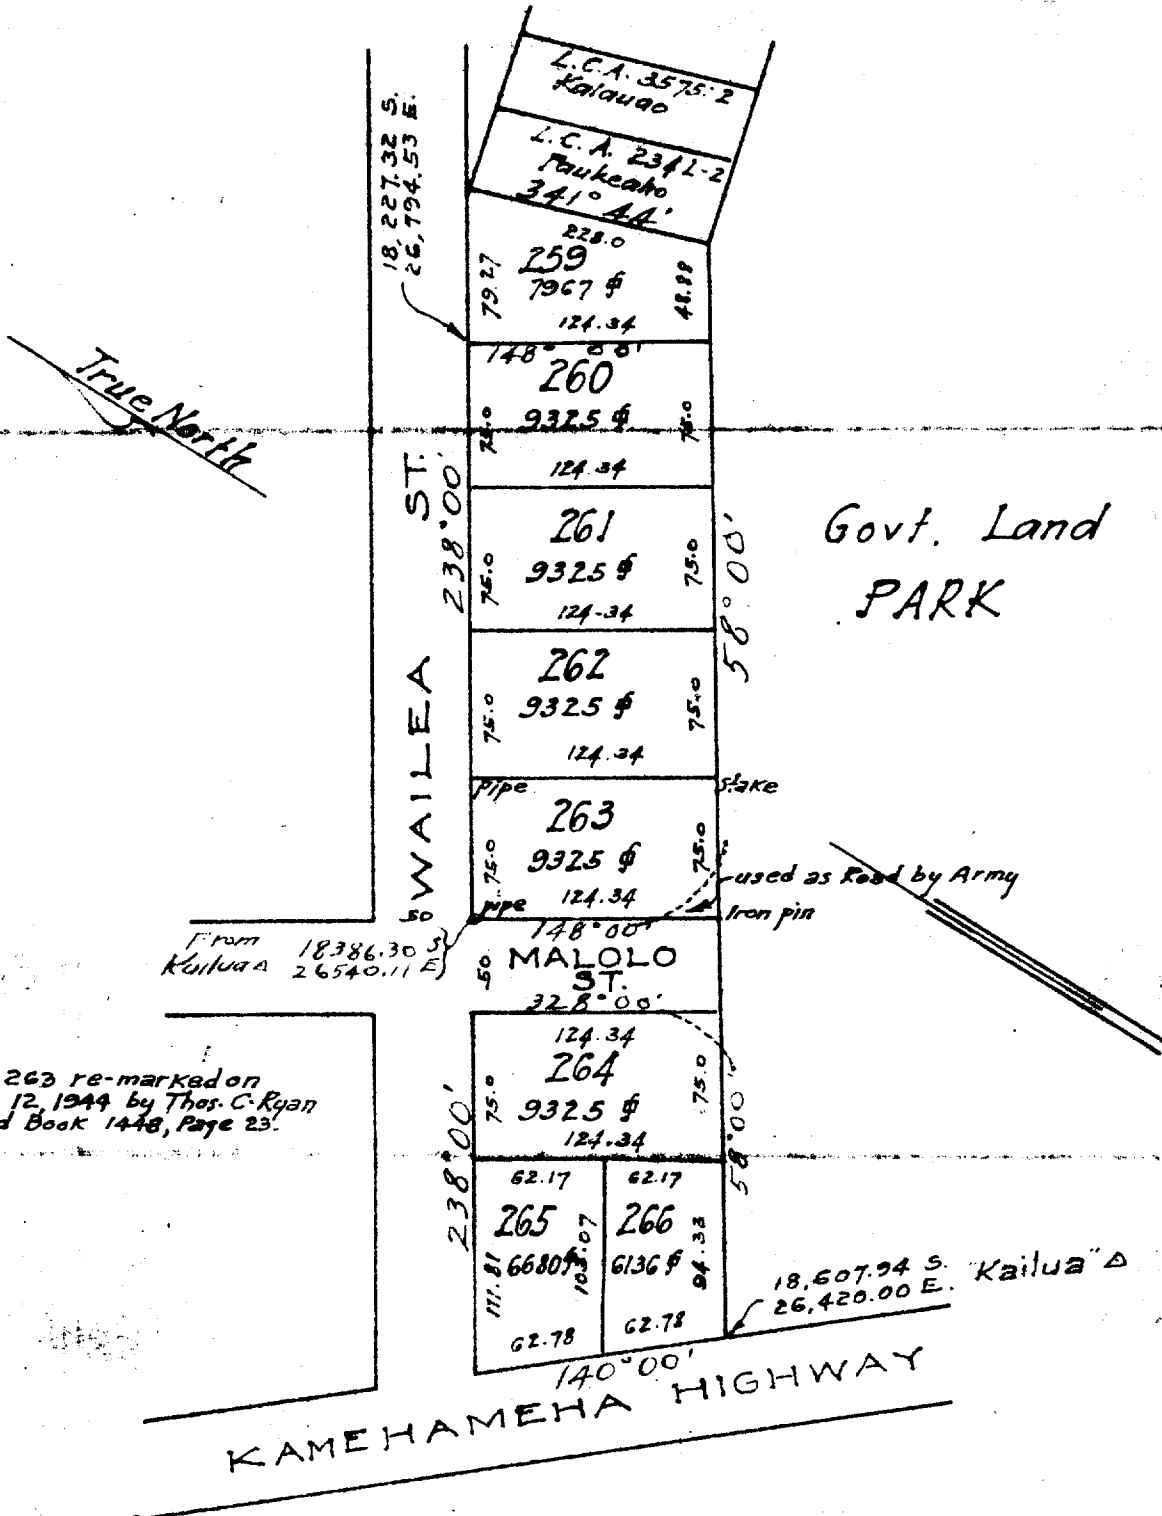 L.C.A. 3575:2
Kalauao
L.C.A. 234L-2
Paukeaho
341° 44'
228.0
18,227.32 S.
26,794.53 E.
259
7967 ⌗
79.27
48.88
124.34
148° 00'
260
9325 ⌗
75.0
75.0
124.34
True North
WAILEA ST.
238°00'
261
9325 ⌗
75.0
75.0
124.34
58°00'
Govt. Land
PARK
262
9325 ⌗
75.0
75.0
124.34
pipe
stake
263
9325 ⌗
75.0
75.0
124.34
used as Road by Army
50
pipe
Iron pin
148°00'
From 18386.30 S
Kailua △ 26540.11 E
50
MALOLO
ST.
328°00'
124.34
264
9325 ⌗
75.0
75.0
124.34
263 re-marked on
12, 1944 by Thos. C. Ryan
d Book 1448, Page 23.
238°00'
58°00'
62.17
62.17
265
6680 ⌗
111.81
103.07
62.78
266
6136 ⌗
94.33
62.78
18,607.94 S.
26,420.00 E. "Kailua" △
140°00'
KAMEHAMEHA HIGHWAY